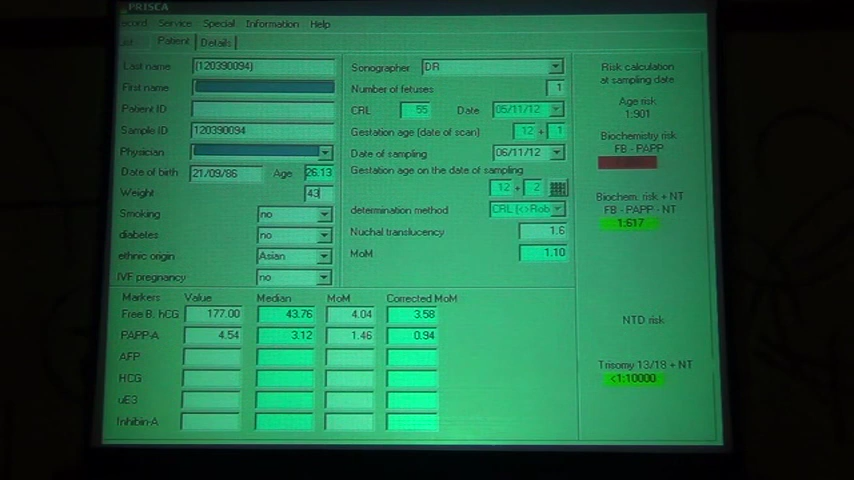 PRISCA
Service Special Information Help
Patient Details
Last name (120390094)
First name
Patient ID
Sample ID 120390094
Physician
Date of birth 21/09/86 Age 26.13
Weight 43
Smoking no
diabetes no
ethnic origin Asian
IVF pregnancy no
Sonographer DR
Number of fetuses 1
CRL 55 Date 05/11/12
Gestation age (date of scan) 12 + 1
Date of sampling 06/11/12
Gestation age on the date of sampling
12 + 2
determination method CRL (<>Rob
Nuchal translucency 1.6
MoM 1.10
Risk calculation
at sampling date
Age risk
1:901
Biochemistry risk
FB - PAPP
Biochem. risk + NT
FB - PAPP - NT
1:617
NTD risk
Trisomy 13/18 + NT
<1:10000
Markers Value Median MoM Corrected MoM
Free B. hCG 177.00 43.76 4.04 3.58
PAPP-A 4.54 3.12 1.46 0.94
AFP
HCG
uE3
Inhibin-A